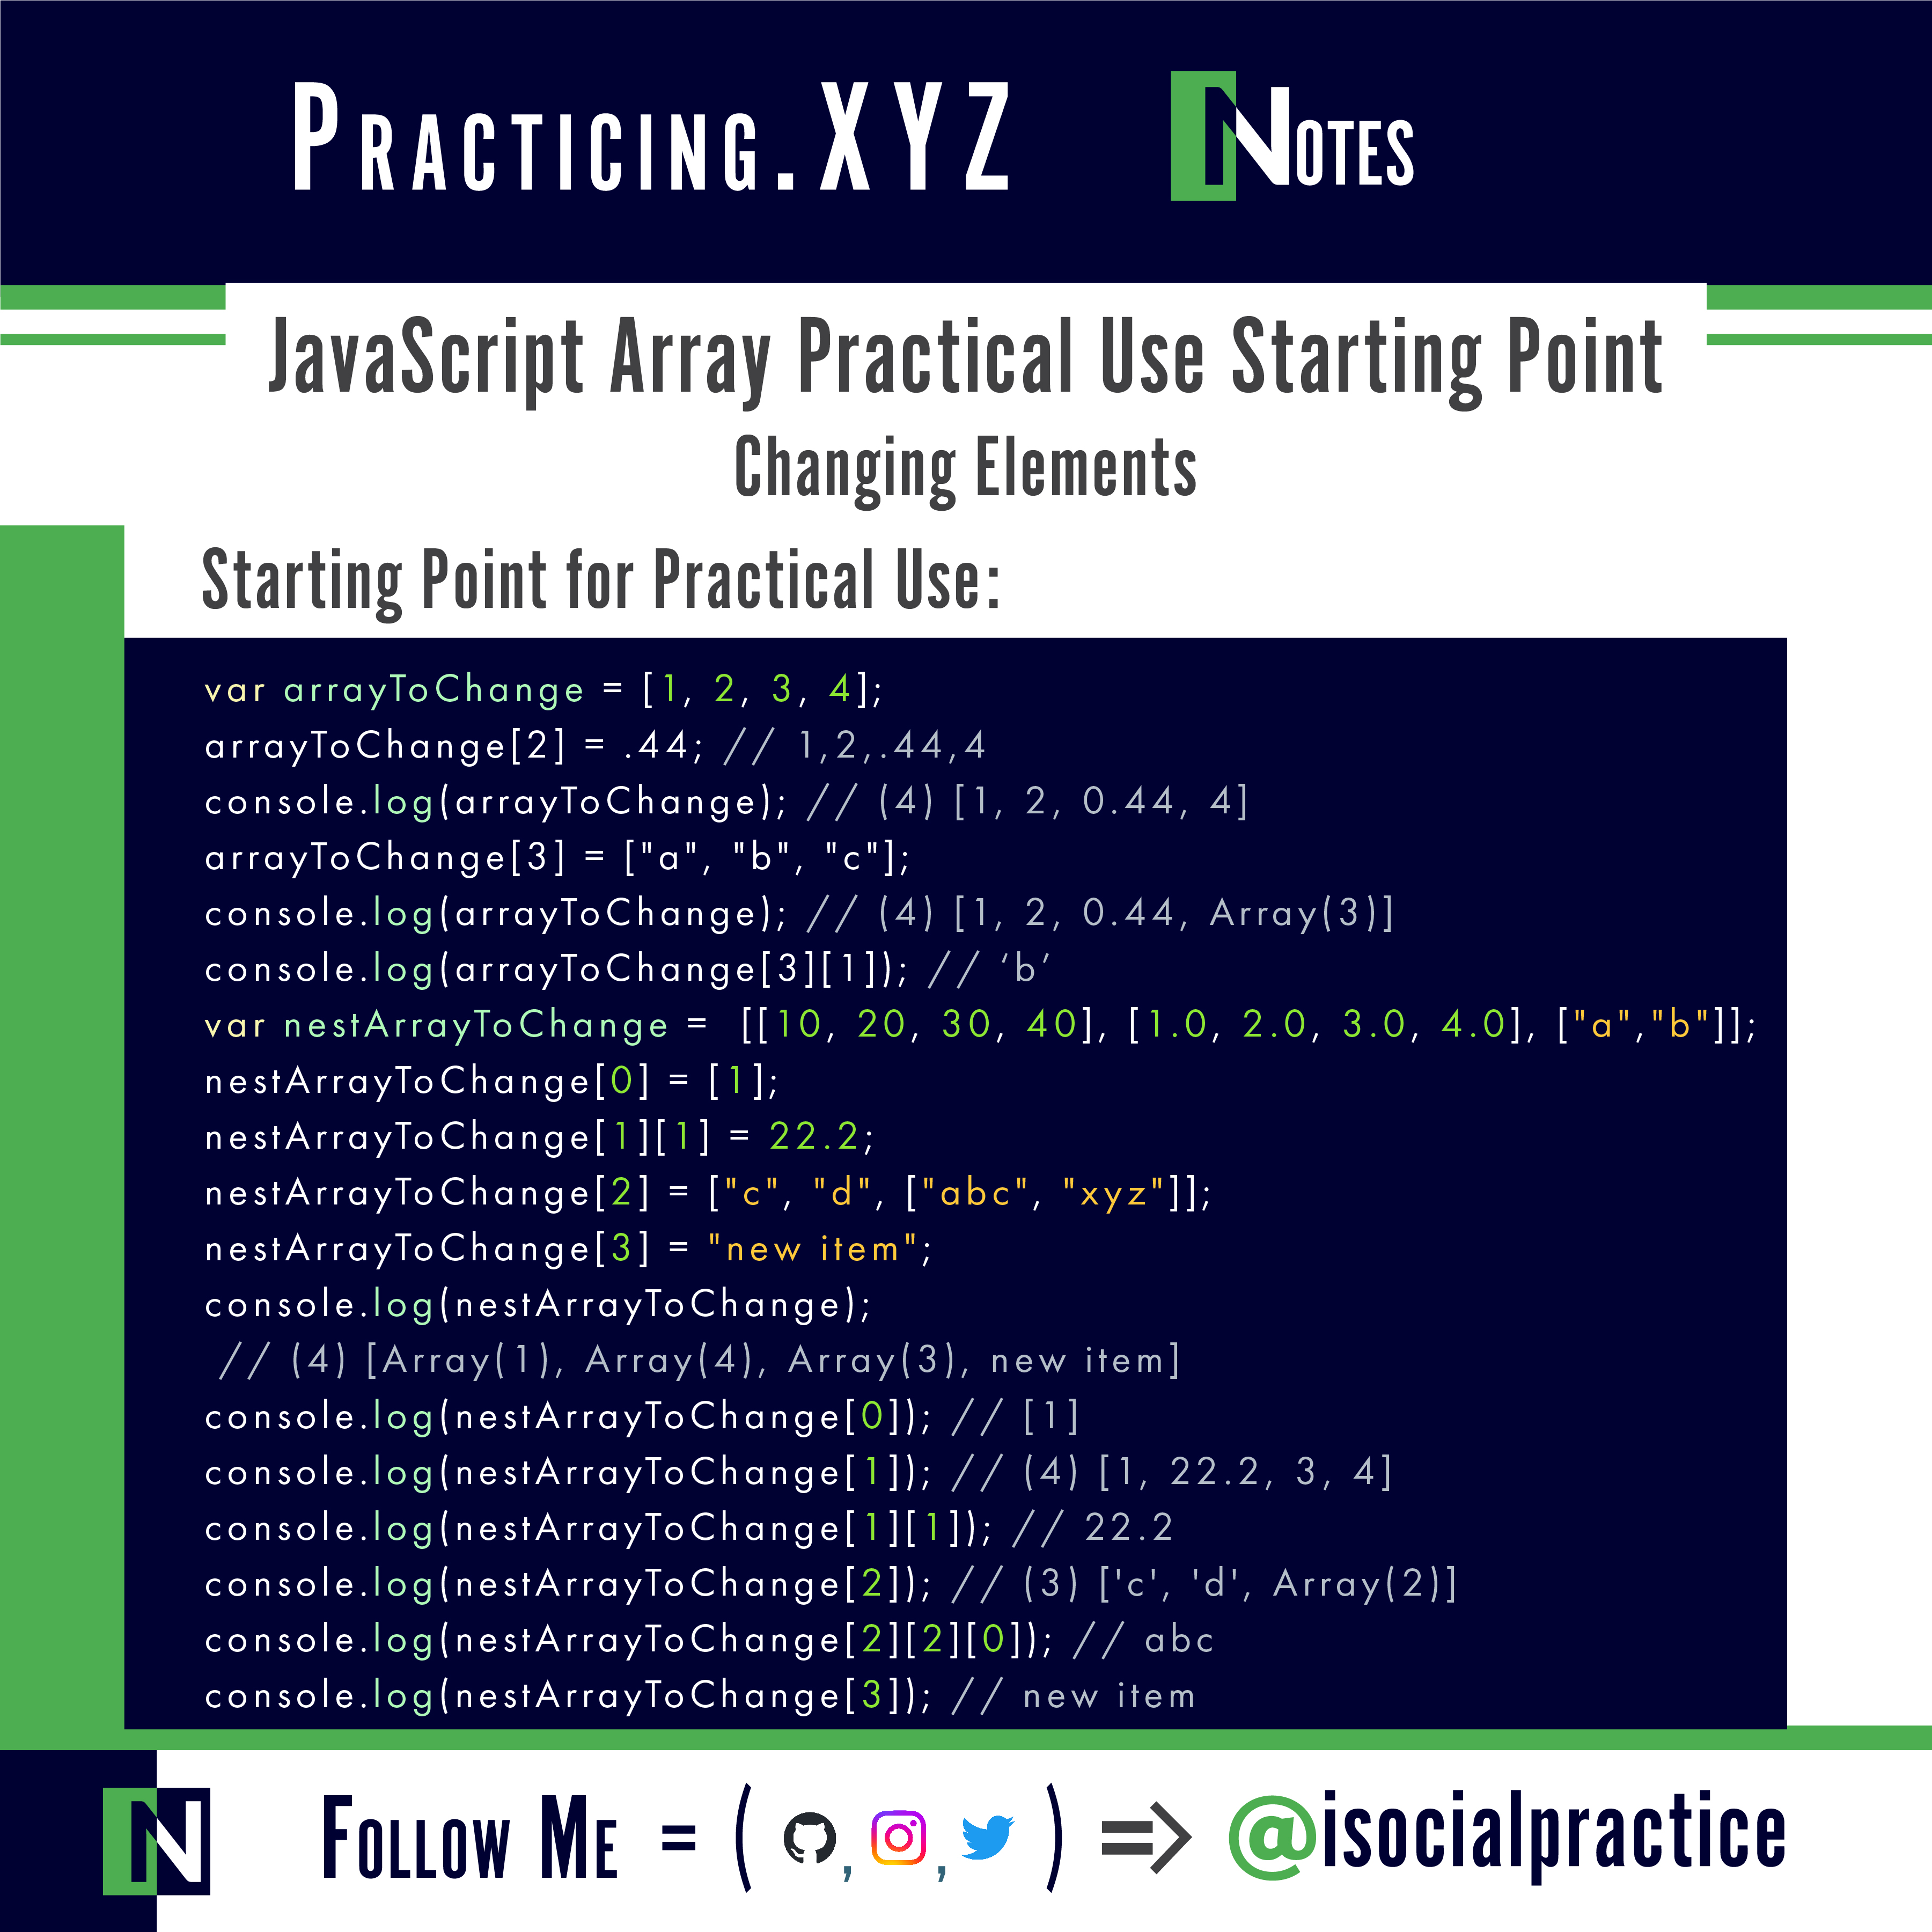 Practicing.XYZ Notes
JavaScript Array Practical Use Starting Point
Changing Elements
Starting Point for Practical Use:
var arrayToChange = [1, 2, 3, 4];
arrayToChange[2] = .44; // 1,2,.44,4
console.log(arrayToChange); // (4) [1, 2, 0.44, 4]
arrayToChange[3] = ["a", "b", "c"];
console.log(arrayToChange); // (4) [1, 2, 0.44, Array(3)]
console.log(arrayToChange[3][1]); // ‘b’
var nestArrayToChange = [[10, 20, 30, 40], [1.0, 2.0, 3.0, 4.0], ["a","b"]];
nestArrayToChange[0] = [1];
nestArrayToChange[1][1] = 22.2;
nestArrayToChange[2] = ["c", "d", ["abc", "xyz"]];
nestArrayToChange[3] = "new item";
console.log(nestArrayToChange);
// (4) [Array(1), Array(4), Array(3), new item]
console.log(nestArrayToChange[0]); // [1]
console.log(nestArrayToChange[1]); // (4) [1, 22.2, 3, 4]
console.log(nestArrayToChange[1][1]); // 22.2
console.log(nestArrayToChange[2]); // (3) ['c', 'd', Array(2)]
console.log(nestArrayToChange[2][2][0]); // abc
console.log(nestArrayToChange[3]); // new item
N Follow Me = ( , , ) => @isocialpractice